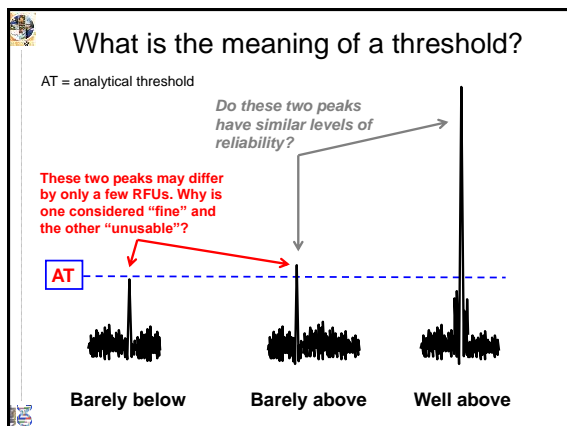 What is the meaning of a threshold?
AT = analytical threshold
Do these two peaks
have similar levels of
reliability?
These two peaks may differ
by only a few RFUs. Why is
one considered “fine” and
the other “unusable”?
AT
Barely below
Barely above
Well above